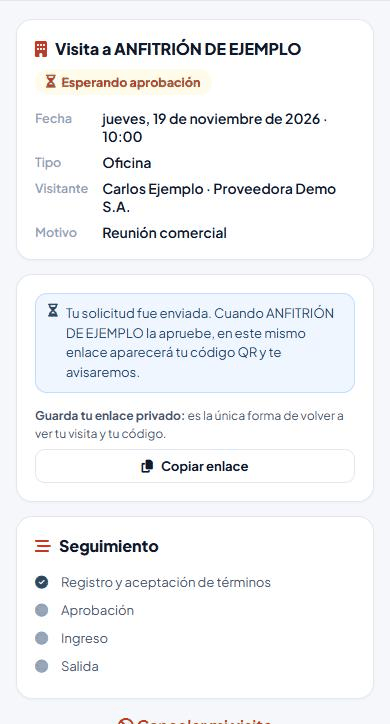 Visita a ANFITRIÓN DE EJEMPLO
Esperando aprobación
Fecha
jueves, 19 de noviembre de 2026 ·
10:00
Tipo
Oficina
Visitante
Carlos Ejemplo · Proveedora Demo
S.A.
Motivo
Reunión comercial
Tu solicitud fue enviada. Cuando ANFITRIÓN
DE EJEMPLO la apruebe, en este mismo
enlace aparecerá tu código QR y te
avisaremos.
Guarda tu enlace privado: es la única forma de volver a
ver tu visita y tu código.
Copiar enlace
Seguimiento
Registro y aceptación de términos
Aprobación
Ingreso
Salida
Cancelar mi visita